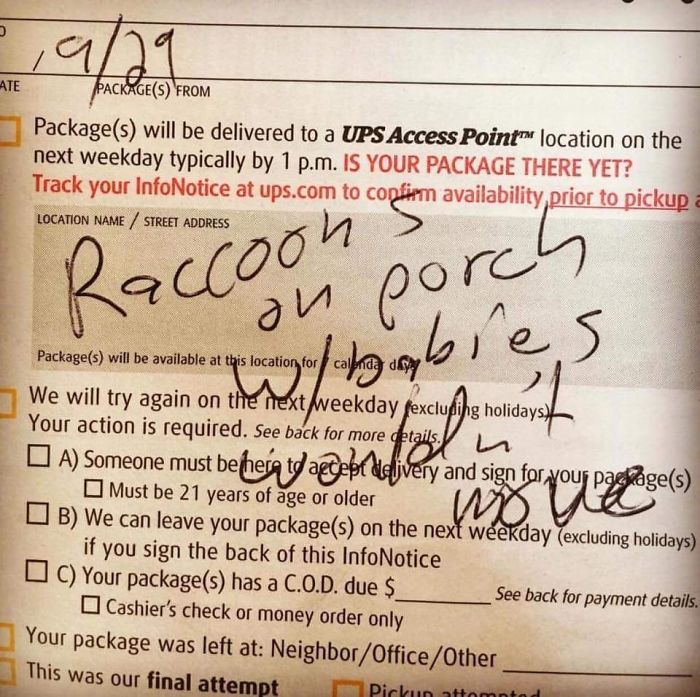 9/29
ATE
PACKAGE(S) FROM
Package(s) will be delivered to a UPS Access Point™ location on the
next weekday typically by 1 p.m. IS YOUR PACKAGE THERE YET?
Track your InfoNotice at ups.com to confirm availability prior to pickup a
LOCATION NAME / STREET ADDRESS
Raccoons
on porch
w/babies
wouldn't
move
Package(s) will be available at this location for 7 calendar days
We will try again on the next weekday (excluding holidays).
Your action is required. See back for more details.
A) Someone must be here to accept delivery and sign for your package(s)
Must be 21 years of age or older
B) We can leave your package(s) on the next weekday (excluding holidays)
if you sign the back of this InfoNotice
C) Your package(s) has a C.O.D. due $ See back for payment details.
Cashier's check or money order only
Your package was left at: Neighbor/Office/Other
This was our final attempt
Pickup attempted